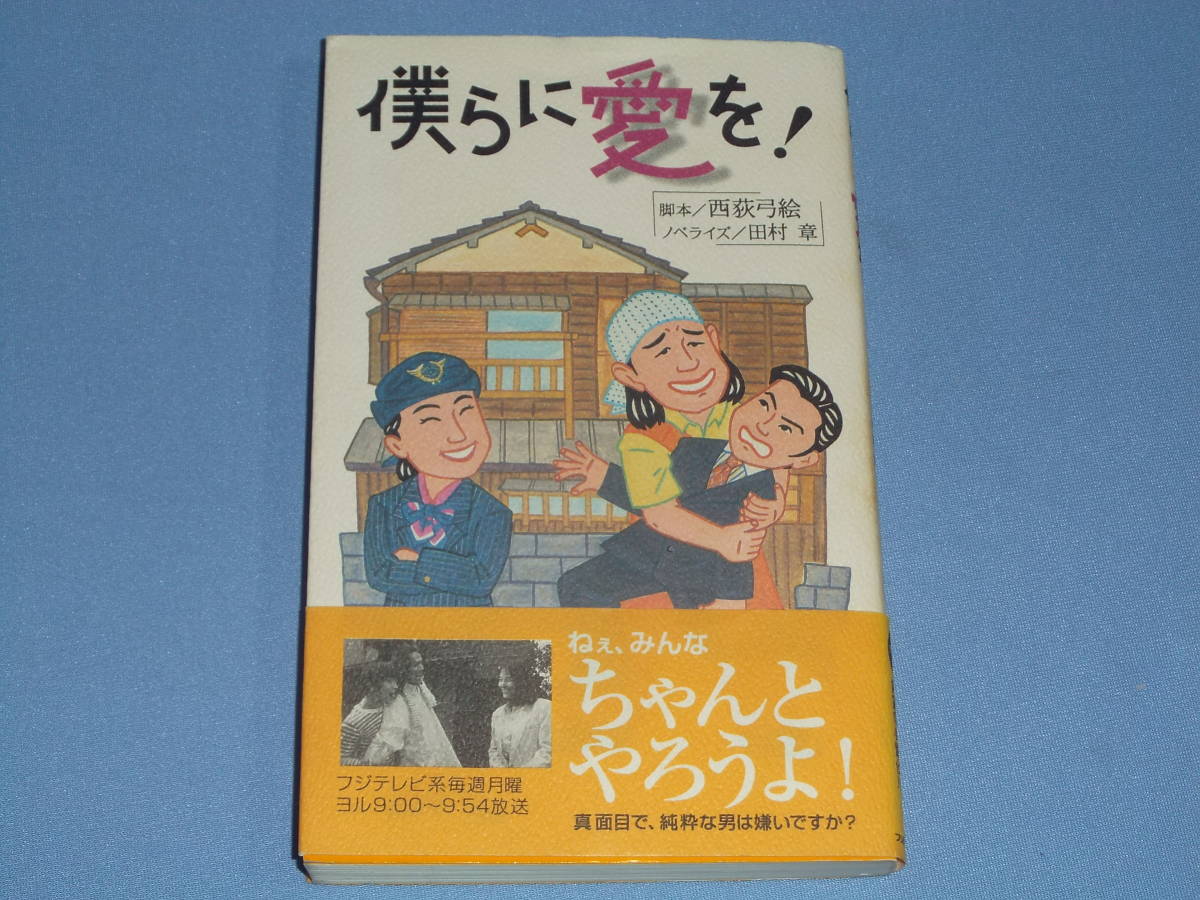 僕らに愛を!
脚本/西荻弓絵
ノベライズ/田村 章
ねぇ、みんな
ちゃんと
やろうよ!
真面目で、純粋な男は嫌いですか?
フジテレビ系毎週月曜
ヨル9:00〜9:54放送